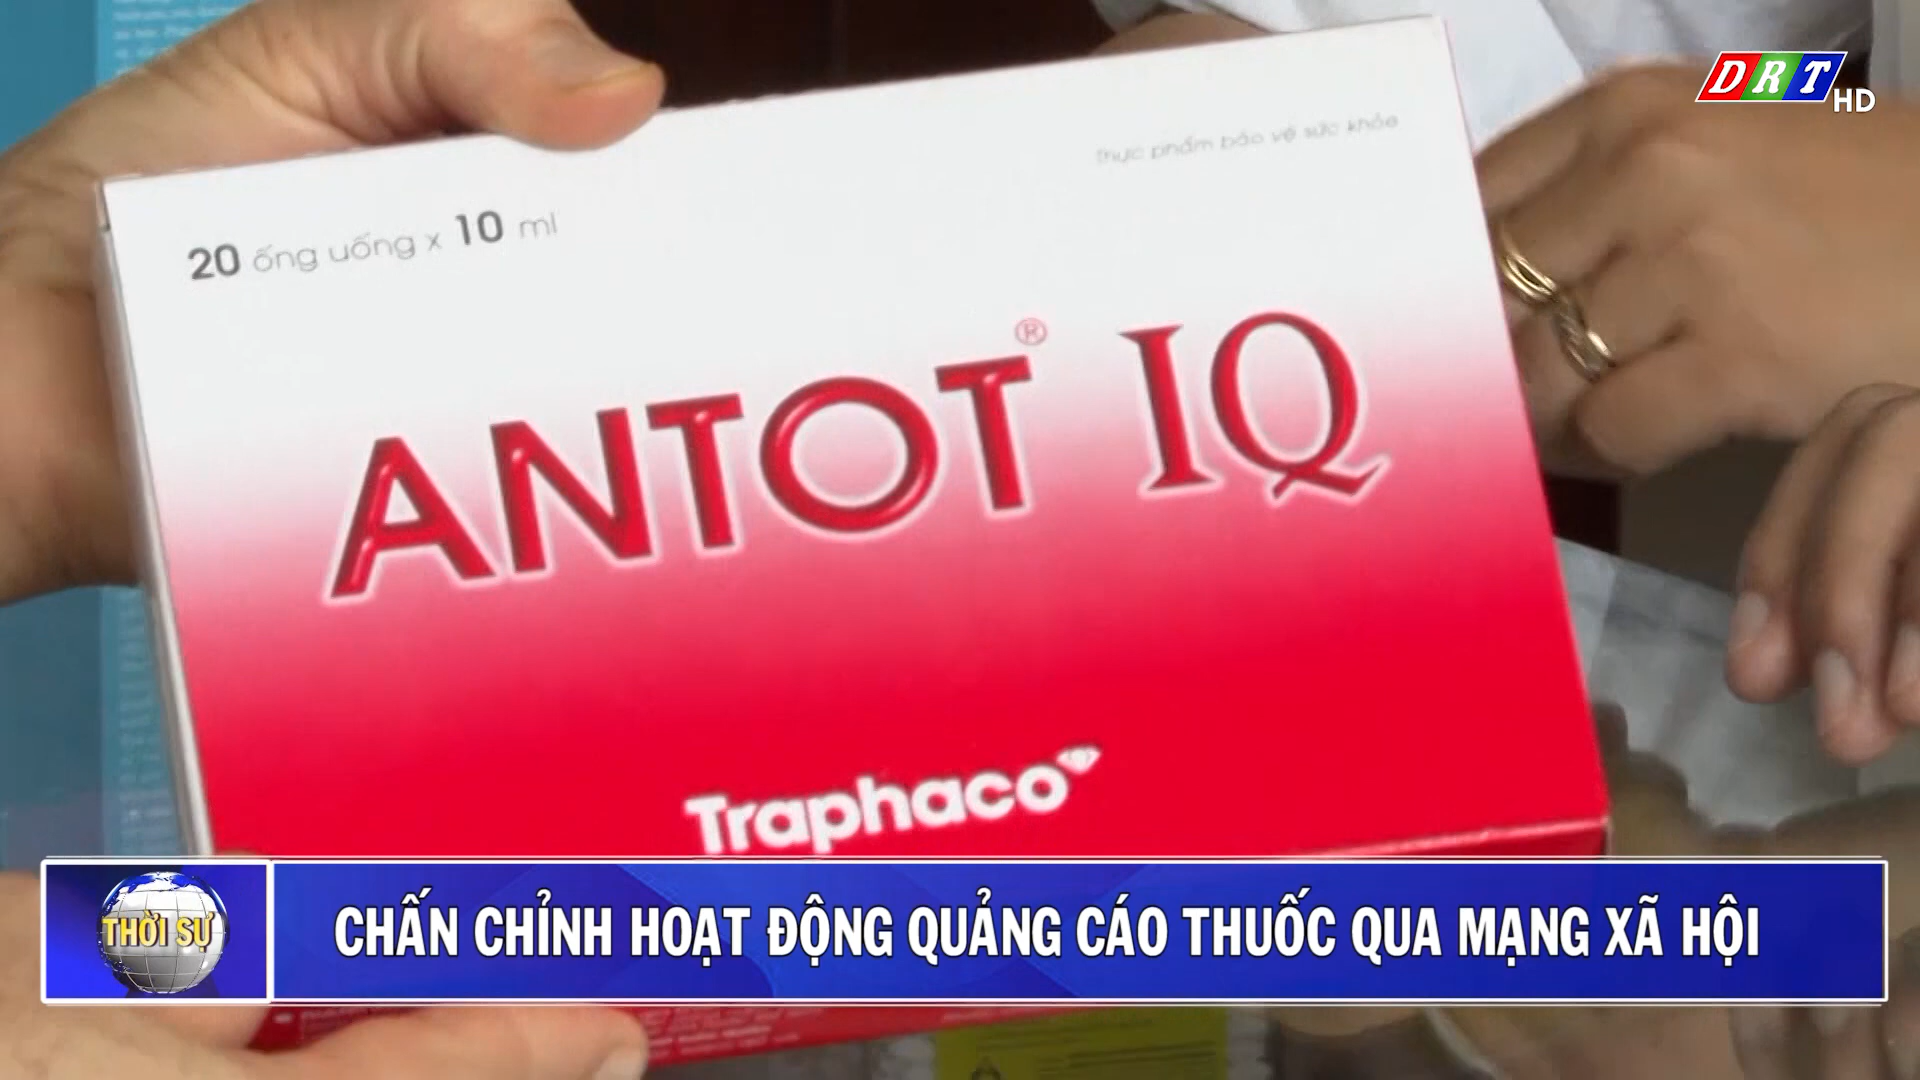 DRT HD
Thực phẩm bảo vệ sức khỏe
20 ống uống x 10 ml
ANTOT® IQ
Traphaco
THỜI SỰ
CHẤN CHỈNH HOẠT ĐỘNG QUẢNG CÁO THUỐC QUA MẠNG XÃ HỘI